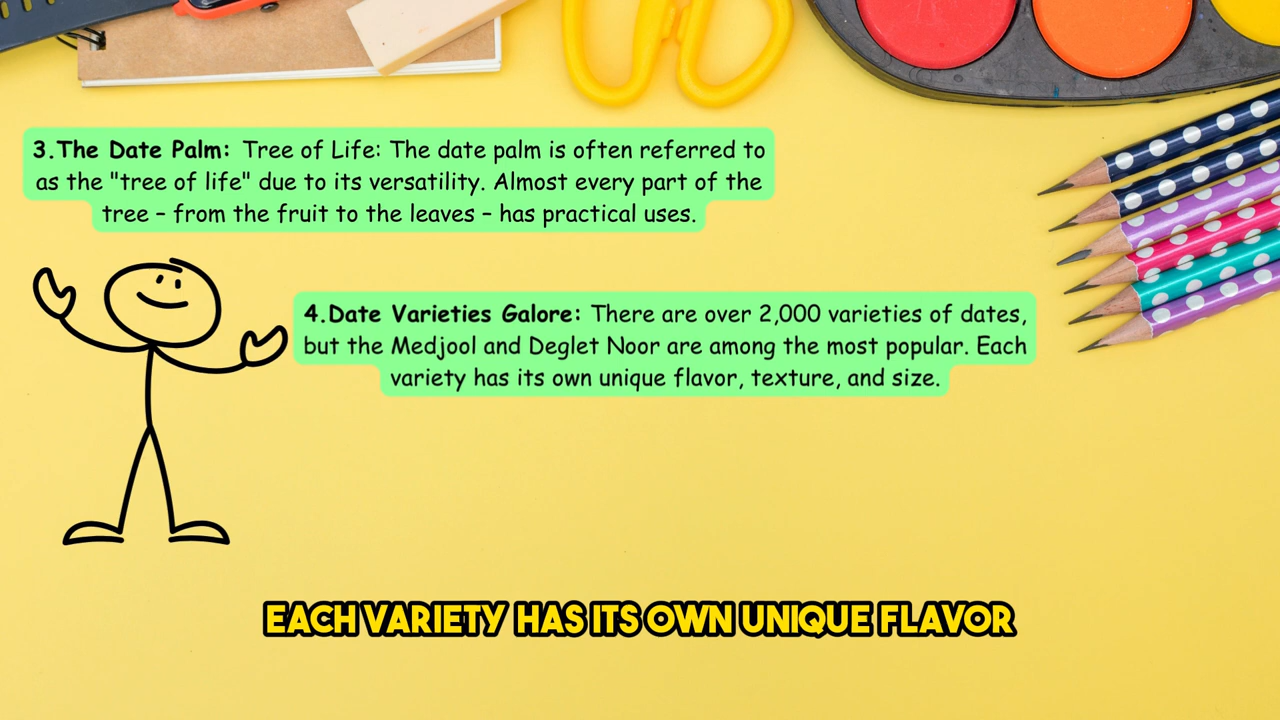 3.The Date Palm: Tree of Life: The date palm is often referred to
as the "tree of life" due to its versatility. Almost every part of the
tree – from the fruit to the leaves – has practical uses.
4.Date Varieties Galore: There are over 2,000 varieties of dates,
but the Medjool and Deglet Noor are among the most popular. Each
variety has its own unique flavor, texture, and size.
EACH VARIETY HAS ITS OWN UNIQUE FLAVOR